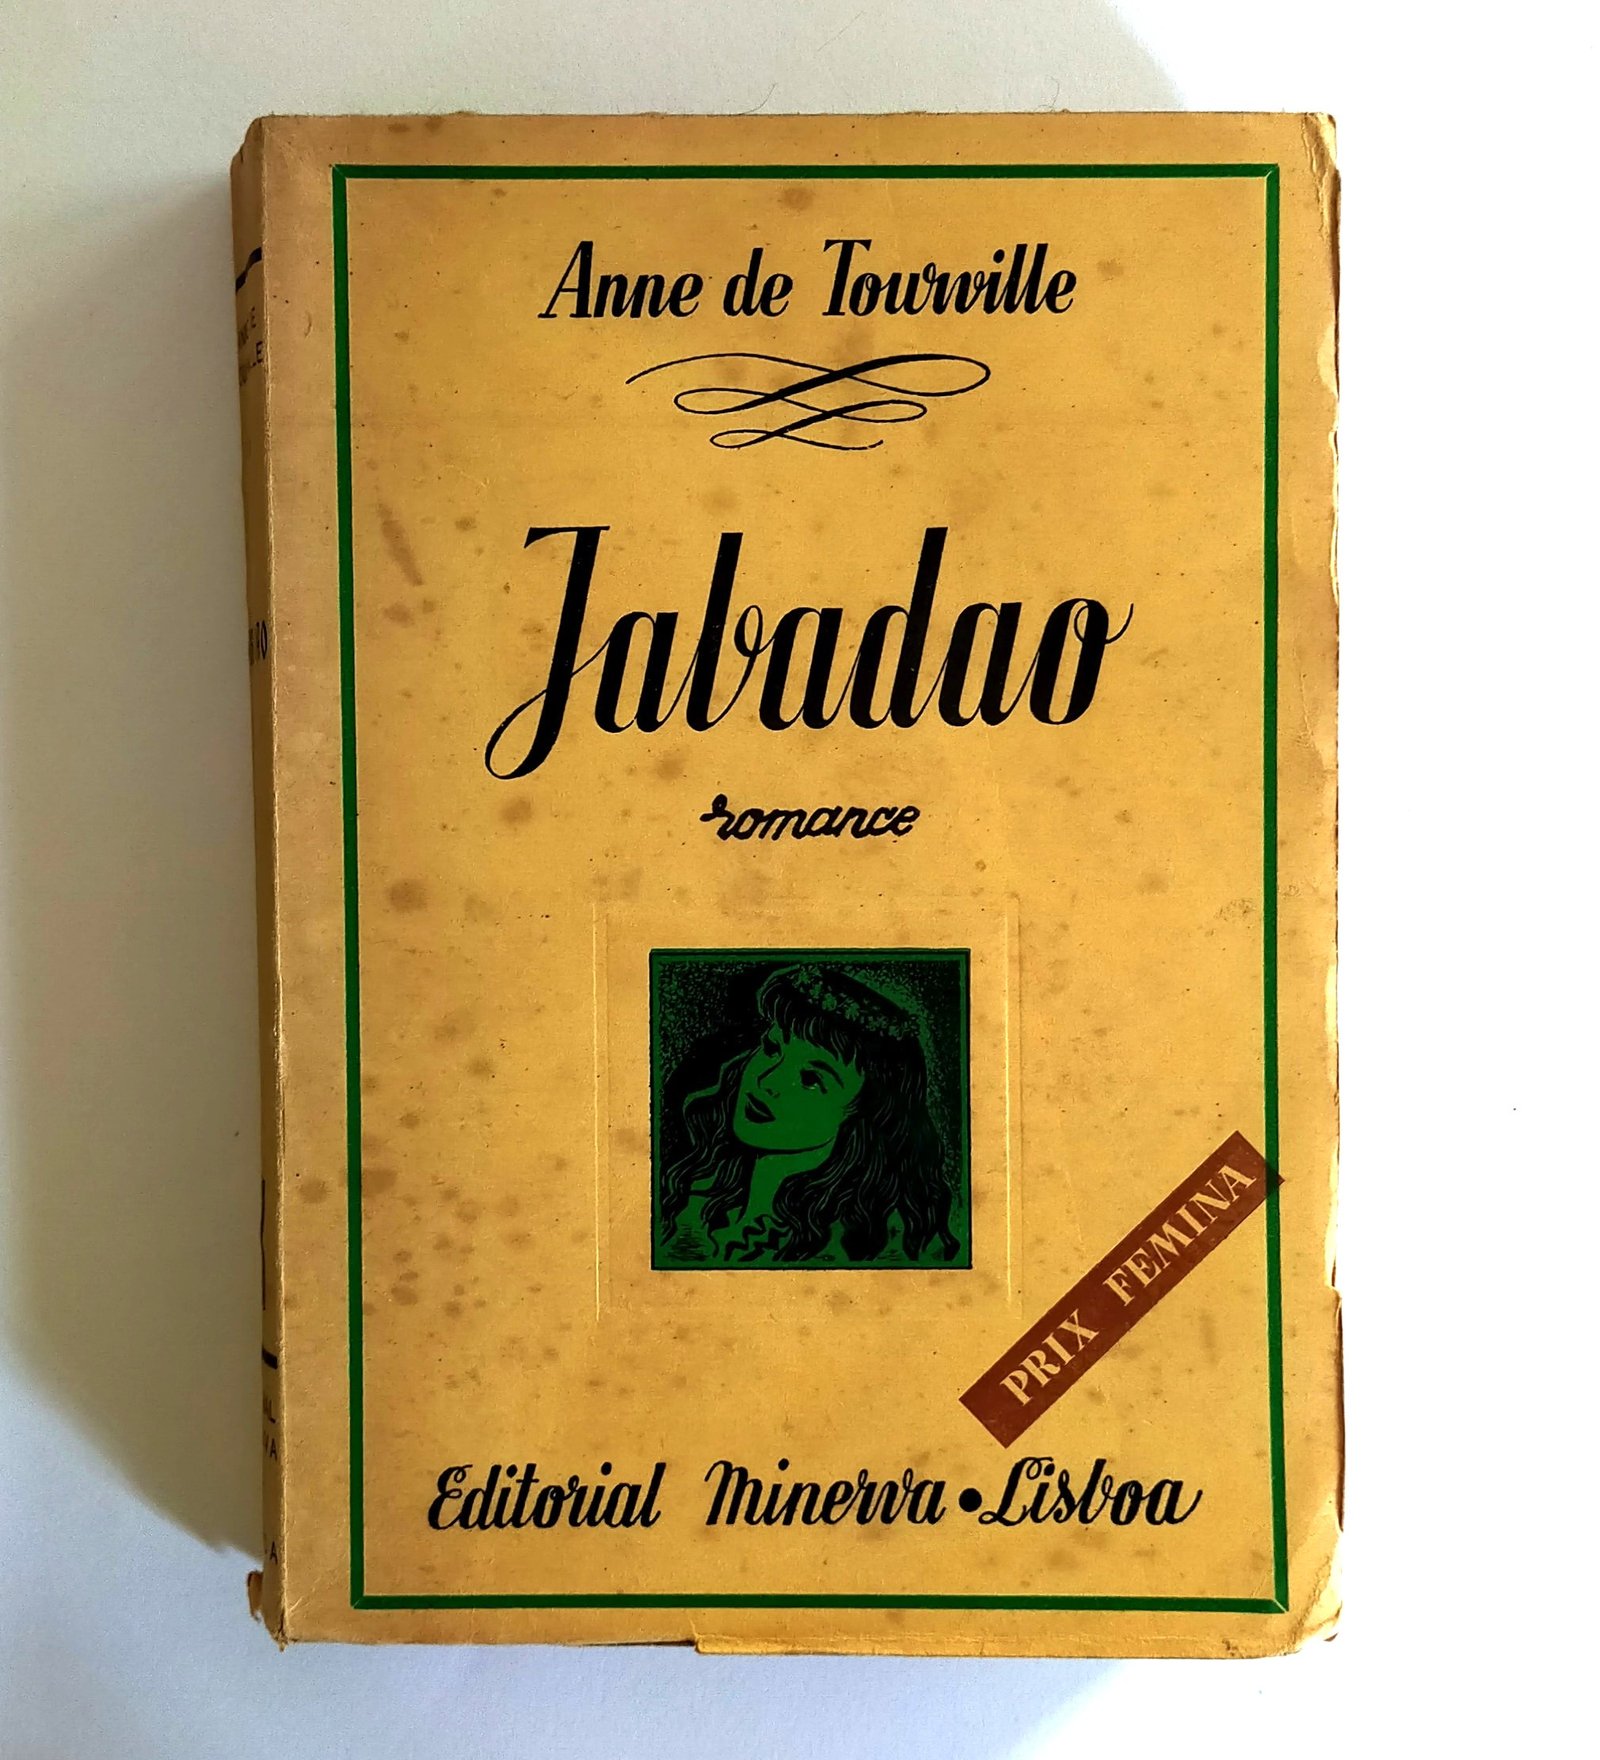 Anne de Tourville
Jabadao
romance
PRIX FEMINA
Editorial Minerva • Lisboa